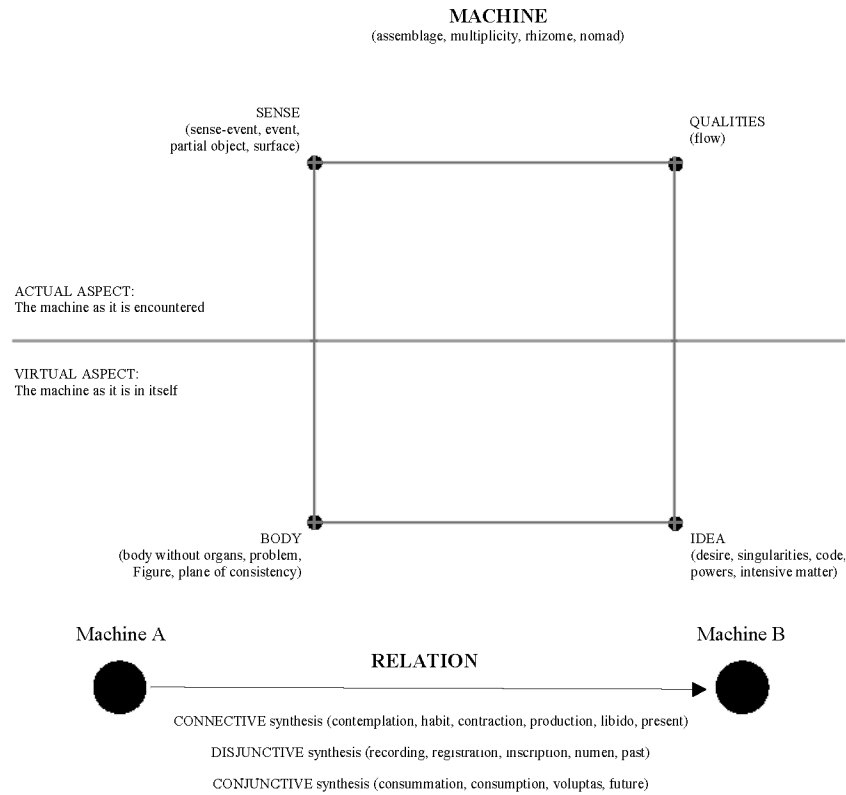 MACHINE
(assemblage, multiplicity, rhizome, nomad)
SENSE
(sense-event, event,
partial object, surface)
QUALITIES
(flow)
ACTUAL ASPECT:
The machine as it is encountered
VIRTUAL ASPECT:
The machine as it is in itself
BODY
(body without organs, problem,
Figure, plane of consistency)
IDEA
(desire, singularities, code,
powers, intensive matter)
Machine A
Machine B
RELATION
CONNECTIVE synthesis (contemplation, habit, contraction, production, libido, present)
DISJUNCTIVE synthesis (recording, registration, inscription, numen, past)
CONJUNCTIVE synthesis (consummation, consumption, voluptas, future)